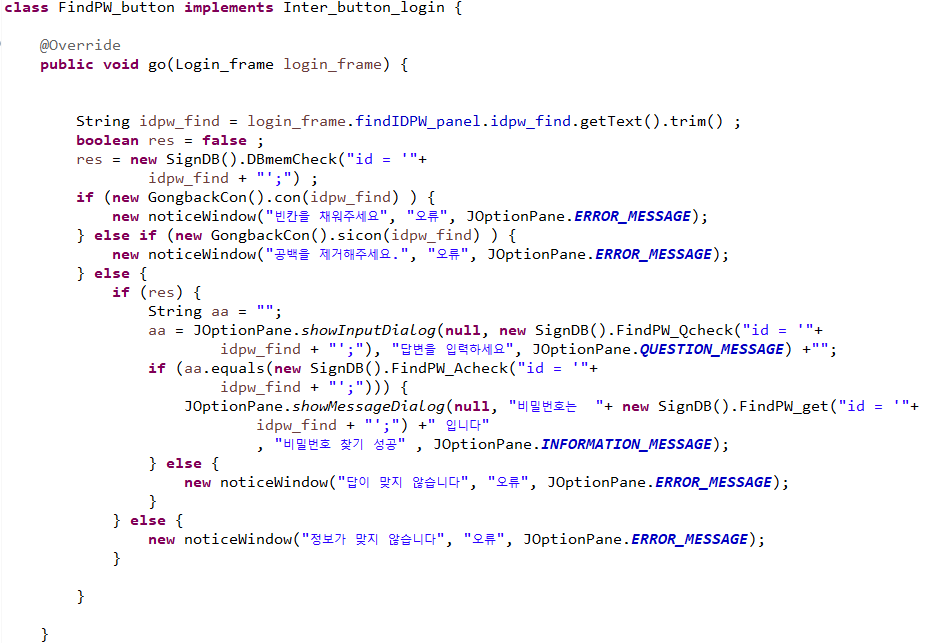 class FindPW_button implements Inter_button_login {
@Override
public void go(Login_frame login_frame) {
String idpw_find = login_frame.findIDPW_panel.idpw_find.getText().trim() ;
boolean res = false ;
res = new SignDB().DBmemCheck("id = '"+
idpw_find + "';") ;
if (new GongbackCon().con(idpw_find) ) {
new noticeWindow("빈칸을 채워주세요", "오류", JOptionPane.ERROR_MESSAGE);
} else if (new GongbackCon().sicon(idpw_find) ) {
new noticeWindow("공백을 제거해주세요.", "오류", JOptionPane.ERROR_MESSAGE);
} else {
if (res) {
String aa = "";
aa = JOptionPane.showInputDialog(null, new SignDB().FindPW_Qcheck("id = '"+
idpw_find + "';"), "답변을 입력하세요", JOptionPane.QUESTION_MESSAGE) +"";
if (aa.equals(new SignDB().FindPW_Acheck("id = '"+
idpw_find + "';"))) {
JOptionPane.showMessageDialog(null, "비밀번호는  "+ new SignDB().FindPW_get("id = '"+
idpw_find + "';") +" 입니다"
, "비밀번호 찾기 성공" , JOptionPane.INFORMATION_MESSAGE);
} else {
new noticeWindow("답이 맞지 않습니다", "오류", JOptionPane.ERROR_MESSAGE);
}
} else {
new noticeWindow("정보가 맞지 않습니다", "오류", JOptionPane.ERROR_MESSAGE);
}
}
}